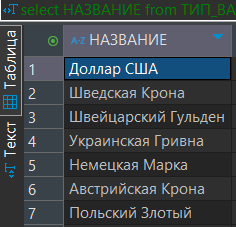 select НАЗВАНИЕ from ТИП_ВА
Таблица
Текст
A-Z НАЗВАНИЕ
1 Доллар США
2 Шведская Крона
3 Швейцарский Гульден
4 Украинская Гривна
5 Немецкая Марка
6 Австрийская Крона
7 Польский Злотый